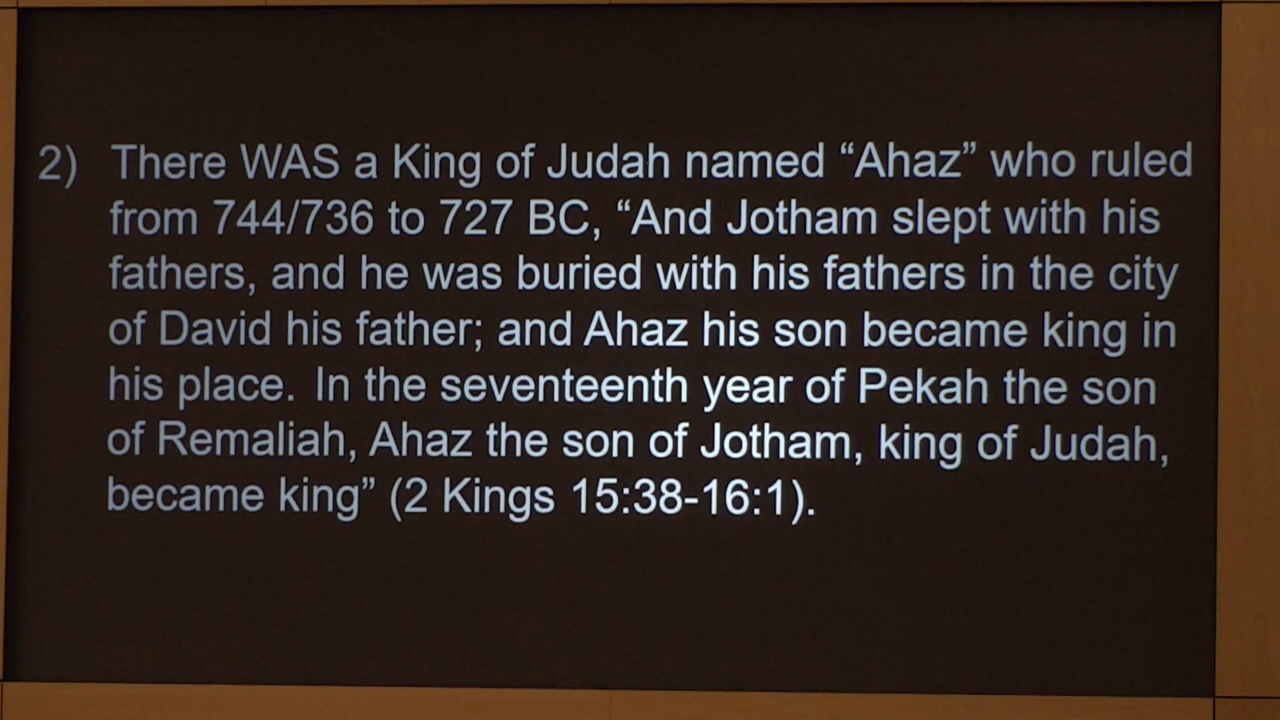 2) There WAS a King of Judah named “Ahaz” who ruled
from 744/736 to 727 BC, “And Jotham slept with his
fathers, and he was buried with his fathers in the city
of David his father; and Ahaz his son became king in
his place. In the seventeenth year of Pekah the son
of Remaliah, Ahaz the son of Jotham, king of Judah,
became king” (2 Kings 15:38-16:1).